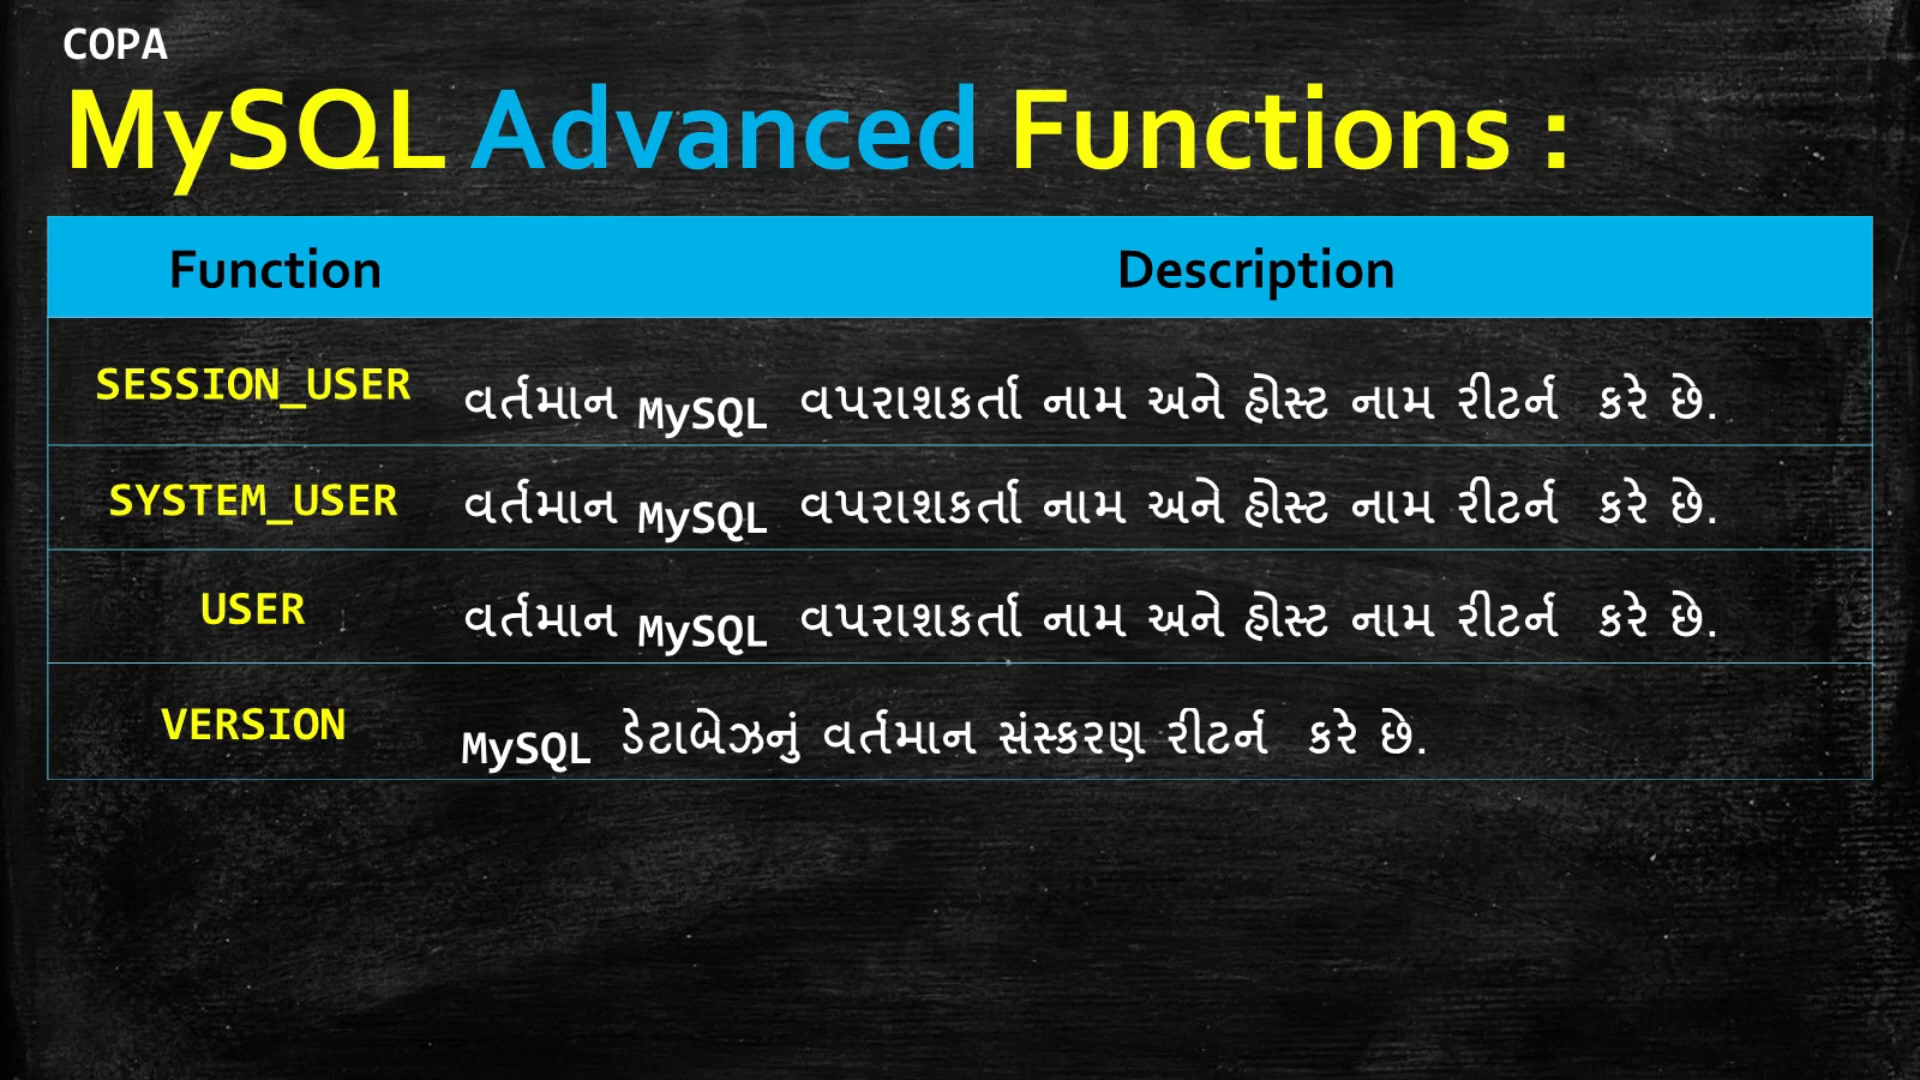 COPA
MySQL Advanced Functions :
Function Description
SESSION_USER વર્તમાન MySQL વપરાશકર્તા નામ અને હોસ્ટ નામ રીટર્ન કરે છે.
SYSTEM_USER વર્તમાન MySQL વપરાશકર્તા નામ અને હોસ્ટ નામ રીટર્ન કરે છે.
USER વર્તમાન MySQL વપરાશકર્તા નામ અને હોસ્ટ નામ રીટર્ન કરે છે.
VERSION MySQL ડેટાબેઝનું વર્તમાન સંસ્કરણ રીટર્ન કરે છે.